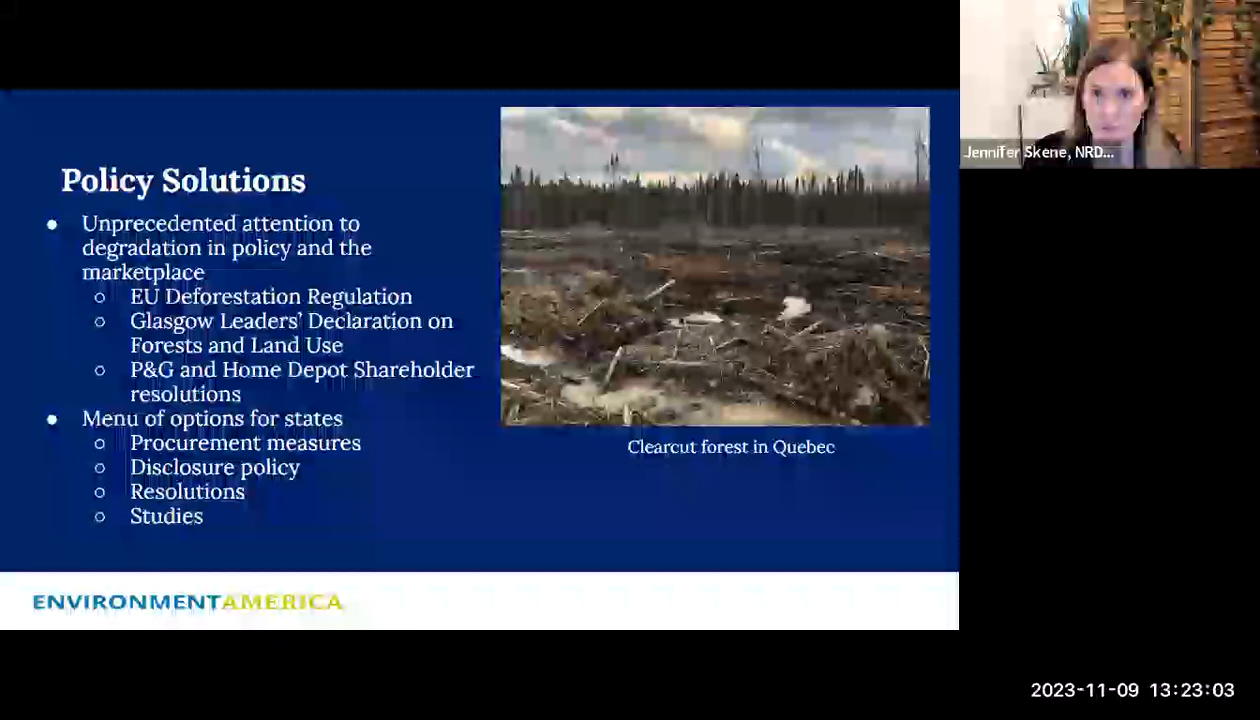 Policy Solutions
● Unprecedented attention to
degradation in policy and the
marketplace
○ EU Deforestation Regulation
○ Glasgow Leaders’ Declaration on
Forests and Land Use
○ P&G and Home Depot Shareholder
resolutions
● Menu of options for states
○ Procurement measures
○ Disclosure policy
○ Resolutions
○ Studies
Clearcut forest in Quebec
ENVIRONMENTAMERICA
Jennifer Skene, NRD...
2023-11-09 13:23:03